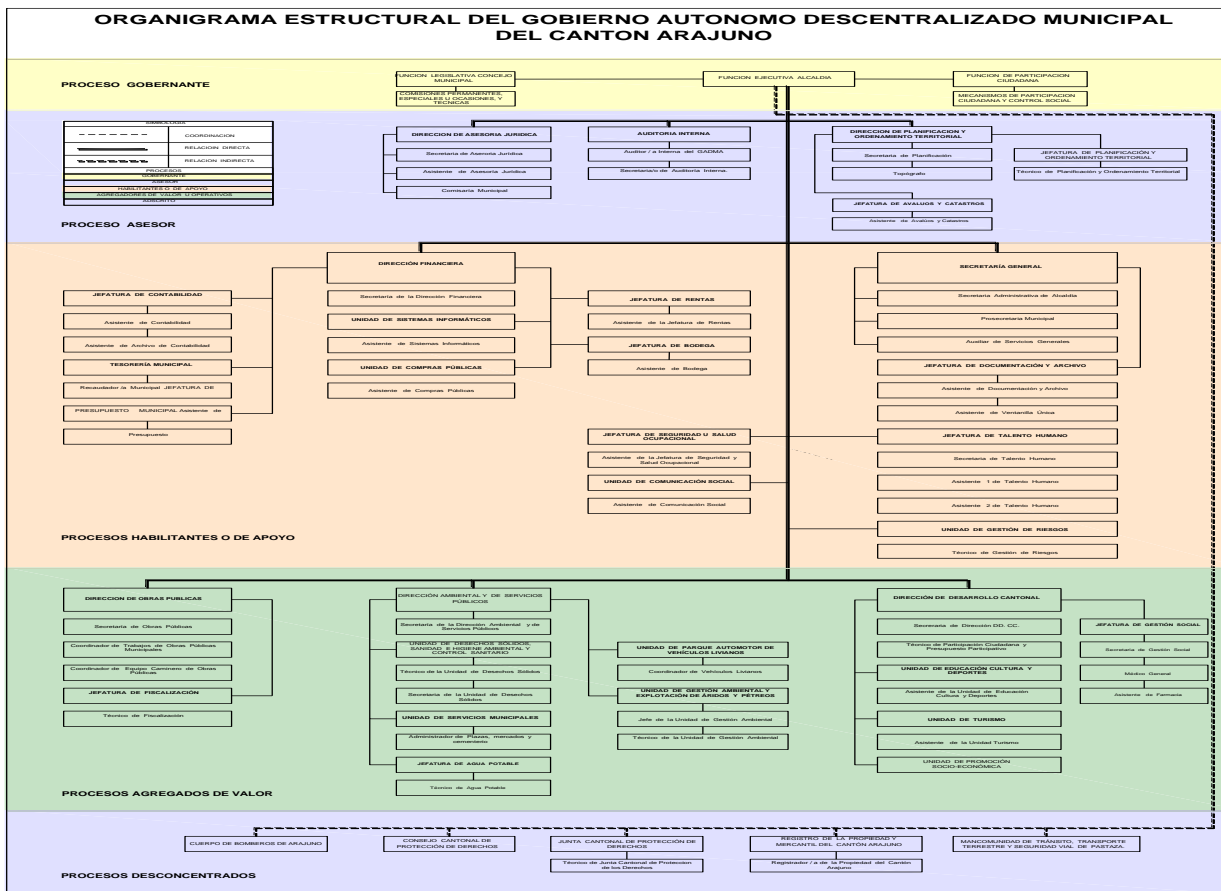 ORGANIGRAMA ESTRUCTURAL DEL GOBIERNO AUTONOMO DESCENTRALIZADO MUNICIPAL
DEL CANTON ARAJUNO
PROCESO GOBERNANTE
FUNCION LEGISLATIVA CONCEJO
MUNICIPAL
COMISIONES PERMANENTES,
ESPECIALES U OCASIONES, Y
TECNICAS
FUNCION EJECUTIVA ALCALDIA
FUNCION DE PARTICIPACION
CIUDADANA
MECANISMOS DE PARTICIPACION
CIUDADANA Y CONTROL SOCIAL
SIMBOLOGIA
COORDINACION
RELACION DIRECTA
RELACION INDIRECTA
PROCESOS
GOBERNANTE
ASESOR
HABILITANTES O DE APOYO
AGREGADORES DE VALOR U OPERATIVOS
ADSCRITO
PROCESO ASESOR
DIRECCION DE ASESORIA JURIDICA
Secretaria de Asesoria Jurídica
Asistente de Asesoria Juridica
Comisaría Municipal
AUDITORIA INTERNA
Auditor / a Interna del GADMA
Secretaria/o de Auditoría Interna.
DIRECCION DE PLANIFICACION Y
ORDENAMIENTO TERRITORIAL
Secretaria de Planificación
Topógrafo
JEFATURA DE AVALUOS Y CATASTROS
Asistente de Avalúos y Catastros
JEFATURA DE PLANIFICACIÓN Y
ORDENAMIENTO TERRITORIAL
Técnico de Planificación y Ordenamiento Territorial
DIRECCIÓN FINANCIERA
Secretaria de la Dirección Financiera
UNIDAD DE SISTEMAS INFORMÁTICOS
Asistente de Sistemas Informáticos
UNIDAD DE COMPRAS PÚBLICAS
Asistente de Compras Públicas
JEFATURA DE CONTABILIDAD
Asistente de Contabilidad
Asistente de Archivo de Contabilidad
TESORERÍA MUNICIPAL
Recaudador/a Municipal JEFATURA DE
PRESUPUESTO MUNICIPAL Asistente de
Presupuesto
JEFATURA DE RENTAS
Asistente de la Jefatura de Rentas
JEFATURA DE BODEGA
Asistente de Bodega
SECRETARÍA GENERAL
Secretaria Administrativa de Alcaldía
Prosecretaria Municipal
Auxiliar de Servicios Generales
JEFATURA DE DOCUMENTACIÓN Y ARCHIVO
Asistente de Documentación y Archivo
Asistente de Ventanilla Única
JEFATURA DE SEGURIDAD U SALUD
OCUPACIONAL
Asistente de la Jefatura de Seguridad y
Salud Ocupacional
UNIDAD DE COMUNICACIÓN SOCIAL
Asistente de Comunicación Social
JEFATURA DE TALENTO HUMANO
Secretaria de Talento Humano
Asistente 1 de Talento Humano
Asistente 2 de Talento Humano
UNIDAD DE GESTIÓN DE RIESGOS
Técnico de Gestión de Riesgos
PROCESOS HABILITANTES O DE APOYO
DIRECCION DE OBRAS PUBLICAS
Secretaria de Obras Públicas
Coordinador de Trabajos de Obras Públicas
Municipales
Coordinador de Equipo Caminero de Obras
Públicas
JEFATURA DE FISCALIZACIÓN
Técnico de Fiscalización
DIRECCIÓN AMBIENTAL Y DE SERVICIOS
PÚBLICOS
Secretaria de la Dirección Ambiental y de
Servicios Públicos
UNIDAD DE DESECHOS SOLIDOS,
SANIDAD E HIGIENE AMBIENTAL Y
CONTROL SANITARIO
Técnico de la Unidad de Desechos Sólidos
Secretaria de la Unidad de Desechos
Sólidos
UNIDAD DE SERVICIOS MUNICIPALES
Administrador de Plazas, mercados y
cementerio
JEFATURA DE AGUA POTABLE
Técnico de Agua Potable
UNIDAD DE PARQUE AUTOMOTOR DE
VEHÍCULOS LIVIANOS
Coordinador de Vehículos Livianos
UNIDAD DE GESTIÓN AMBIENTAL Y
EXPLOTACIÓN DE ÁRIDOS Y PÉTREOS
Jefe de la Unidad de Gestión Ambiental
Técnico de la Unidad de Gestión Ambiental
DIRECCIÓN DE DESARROLLO CANTONAL
Secretaria de Dirección DD. CC.
Técnico de Participación Ciudadana y
Presupuesto Participativo
UNIDAD DE EDUCACIÓN CULTURA Y
DEPORTES
Asistente de la Unidad de Educación
Cultura y Deportes
UNIDAD DE TURISMO
Asistente de la Unidad Turismo
UNIDAD DE PROMOCIÓN
SOCIO-ECONÓMICA
JEFATURA DE GESTIÓN SOCIAL
Secretaria de Gestión Social
Médico General
Asistente de Farmacia
PROCESOS AGREGADOS DE VALOR
CUERPO DE BOMBEROS DE ARAJUNO
CONSEJO CANTONAL DE
PROTECCIÓN DE DERECHOS
JUNTA CANTONAL DE PROTECCIÓN DE
DERECHOS
Técnico de Junta Cantonal de Proteccion
de los Derechos
REGISTRO DE LA PROPIEDAD Y
MERCANTIL DEL CANTÓN ARAJUNO
Registrador / a de la Propiedad del Cantón
Arajuno
MANCOMUNIDAD DE TRÁNSITO, TRANSPORTE
TERRESTRE Y SEGURIDAD VIAL DE PASTAZA.
PROCESOS DESCONCENTRADOS